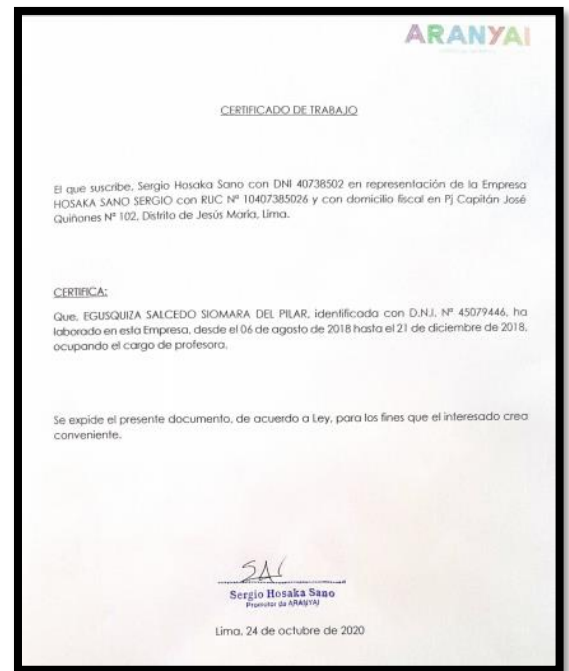 ARANYAI
CERTIFICADO DE TRABAJO
El que suscribe, Sergio Hosaka Sano con DNI 40738502 en representación de la Empresa
HOSAKA SANO SERGIO con RUC Nº 10407385026 y con domicilio fiscal en Pj Capitán José
Quiñones Nº 102, Distrito de Jesús María, Lima.
CERTIFICA:
Que, EGUSQUIZA SALCEDO SIOMARA DEL PILAR, identificada con D.N.I. Nº 45079446, ha
laborado en esta Empresa, desde el 06 de agosto de 2018 hasta el 21 de diciembre de 2018,
ocupando el cargo de profesora.
Se expide el presente documento, de acuerdo a Ley, para los fines que el interesado crea
conveniente.
Sergio Hosaka Sano
Promotor de ARANYAI
Lima, 24 de octubre de 2020